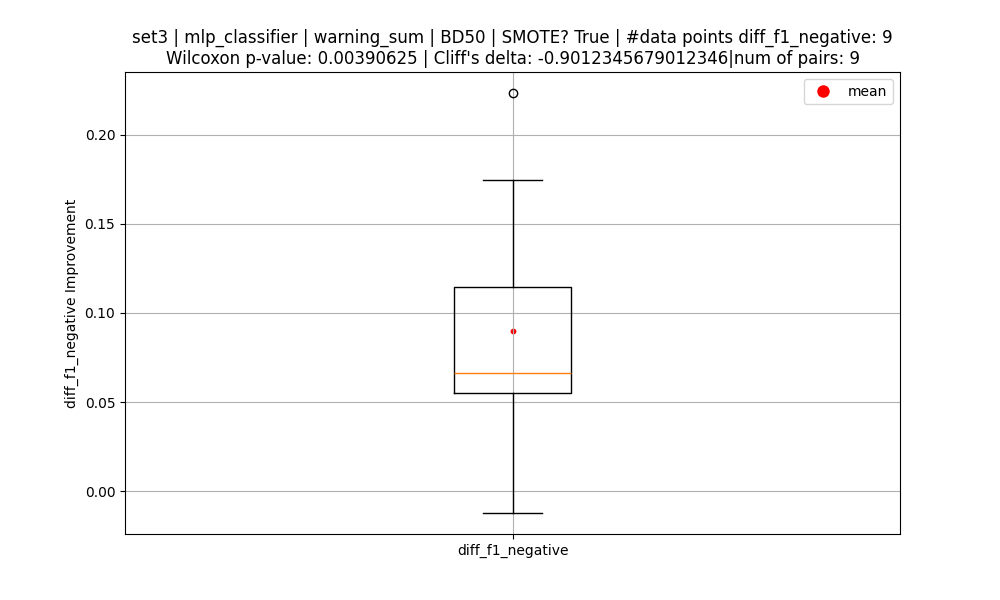 set3 | mlp_classifier | warning_sum | BD50 | SMOTE? True | #data points diff_f1_negative: 9
Wilcoxon p-value: 0.00390625 | Cliff's delta: -0.9012345679012346|num of pairs: 9
mean
0.20
0.15
0.10
0.05
0.00
diff_f1_negative Improvement
diff_f1_negative